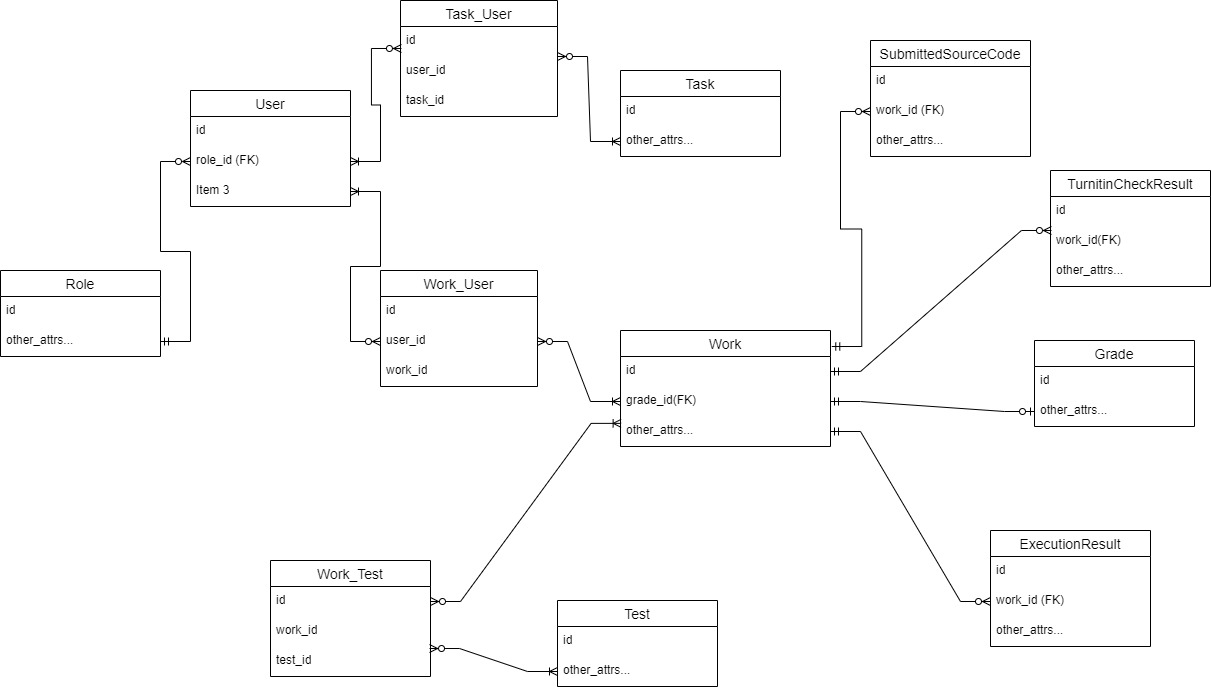 Task_User
id
user_id
task_id
Task
id
other_attrs...
SubmittedSourceCode
id
work_id (FK)
other_attrs...
User
id
role_id (FK)
Item 3
TurnitinCheckResult
id
work_id(FK)
other_attrs...
Role
id
other_attrs...
Work_User
id
user_id
work_id
Work
id
grade_id(FK)
other_attrs...
Grade
id
other_attrs...
ExecutionResult
id
work_id (FK)
other_attrs...
Work_Test
id
work_id
test_id
Test
id
other_attrs...